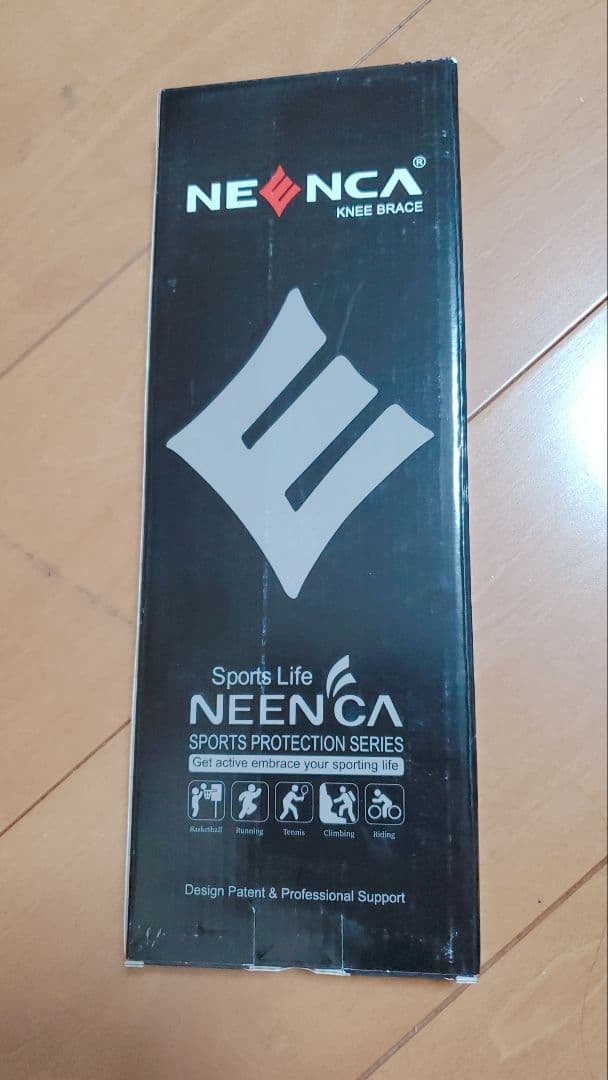 NEENCA®
KNEE BRACE
Sports Life
NEENCA
SPORTS PROTECTION SERIES
Get active embrace your sporting life
Basketball Running Tennis Climbing Riding
Design Patent & Professional Support